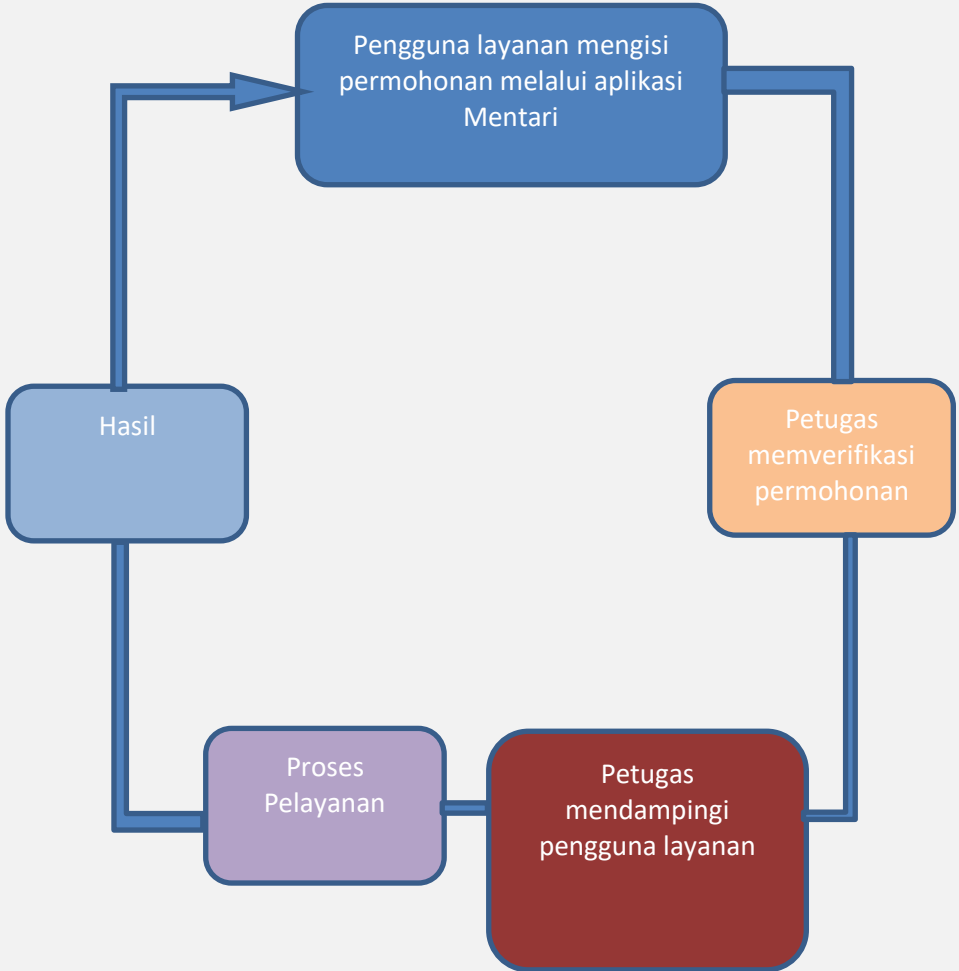 Pengguna layanan mengisi
permohonan melalui aplikasi
Mentari
Petugas
memverifikasi
permohonan
Petugas
mendampingi
pengguna layanan
Proses
Pelayanan
Hasil